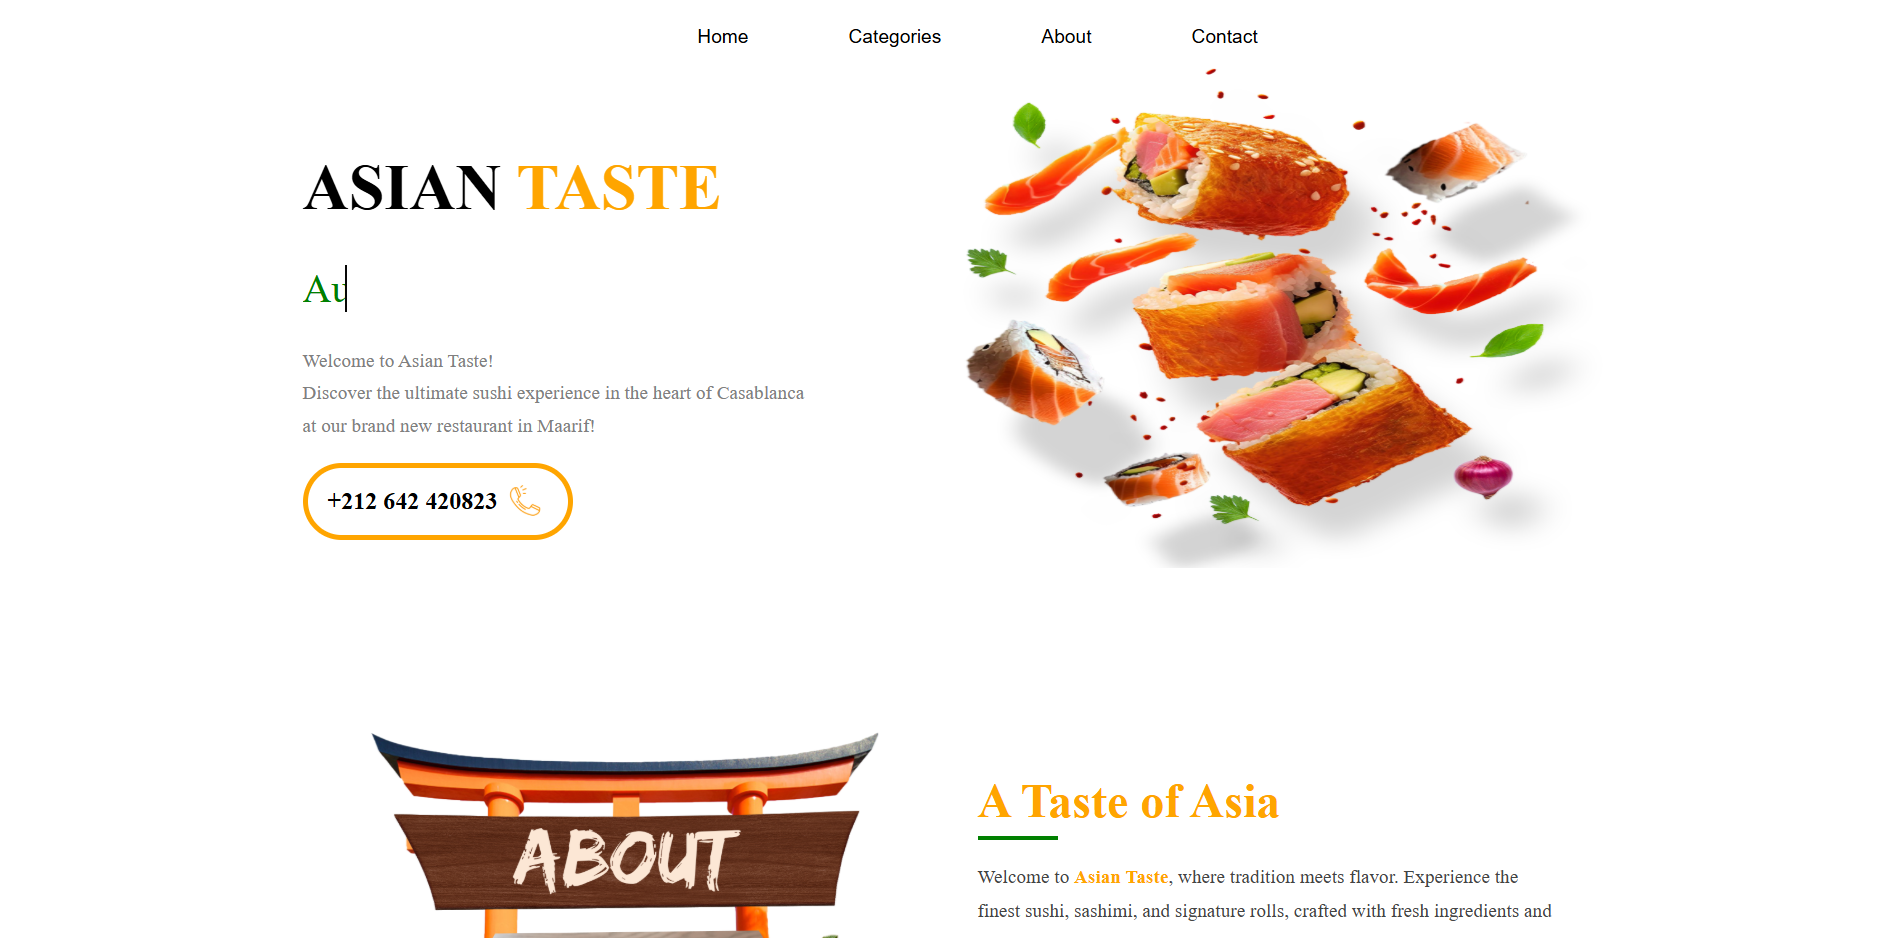 Home Categories About Contact
ASIAN TASTE
Au
Welcome to Asian Taste!
Discover the ultimate sushi experience in the heart of Casablanca
at our brand new restaurant in Maarif!
+212 642 420823
ABOUT
A Taste of Asia
Welcome to Asian Taste, where tradition meets flavor. Experience the
finest sushi, sashimi, and signature rolls, crafted with fresh ingredients and